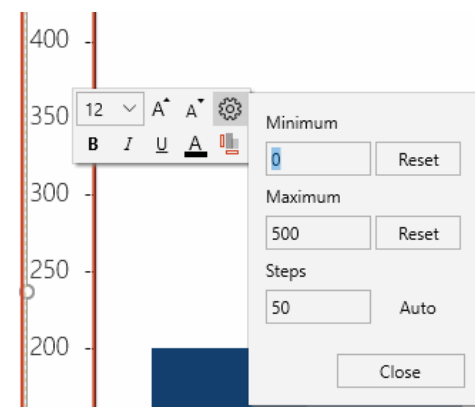 400
350
300
250
200
12 A A
B I U A
Minimum
0 Reset
Maximum
500 Reset
Steps
50 Auto
Close